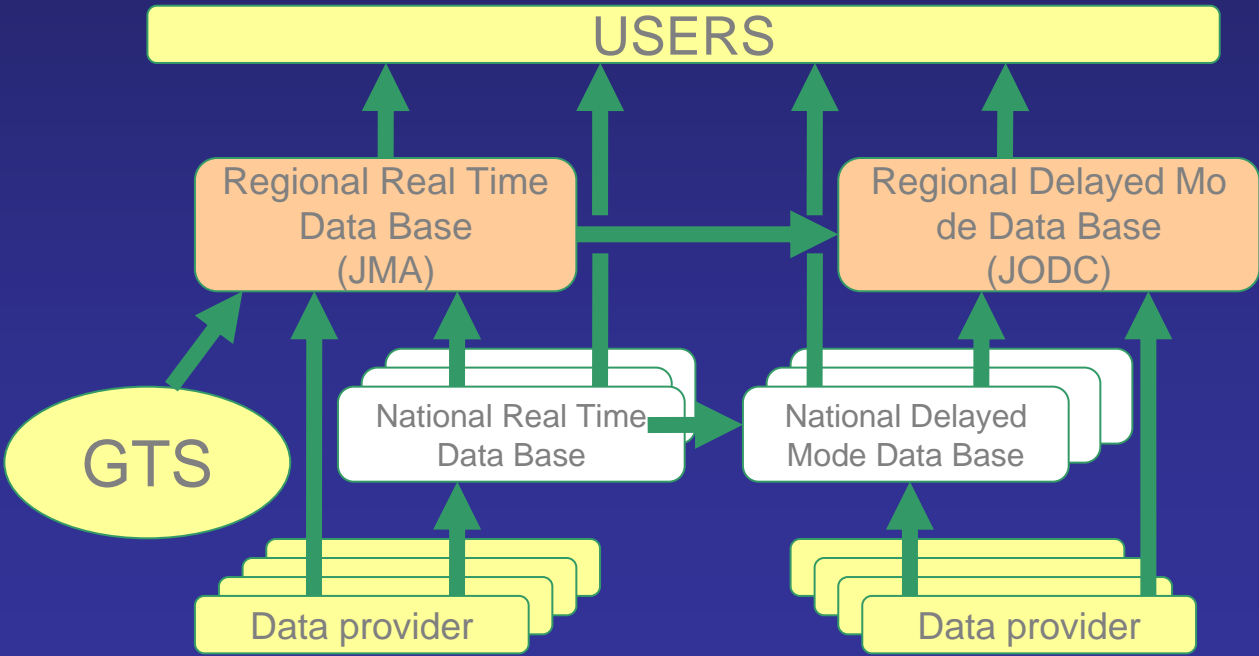 USERS
Regional Real Time
Data Base
(JMA)
Regional Delayed Mo
de Data Base
(JODC)
GTS
National Real Time
Data Base
National Delayed
Mode Data Base
Data provider
Data provider